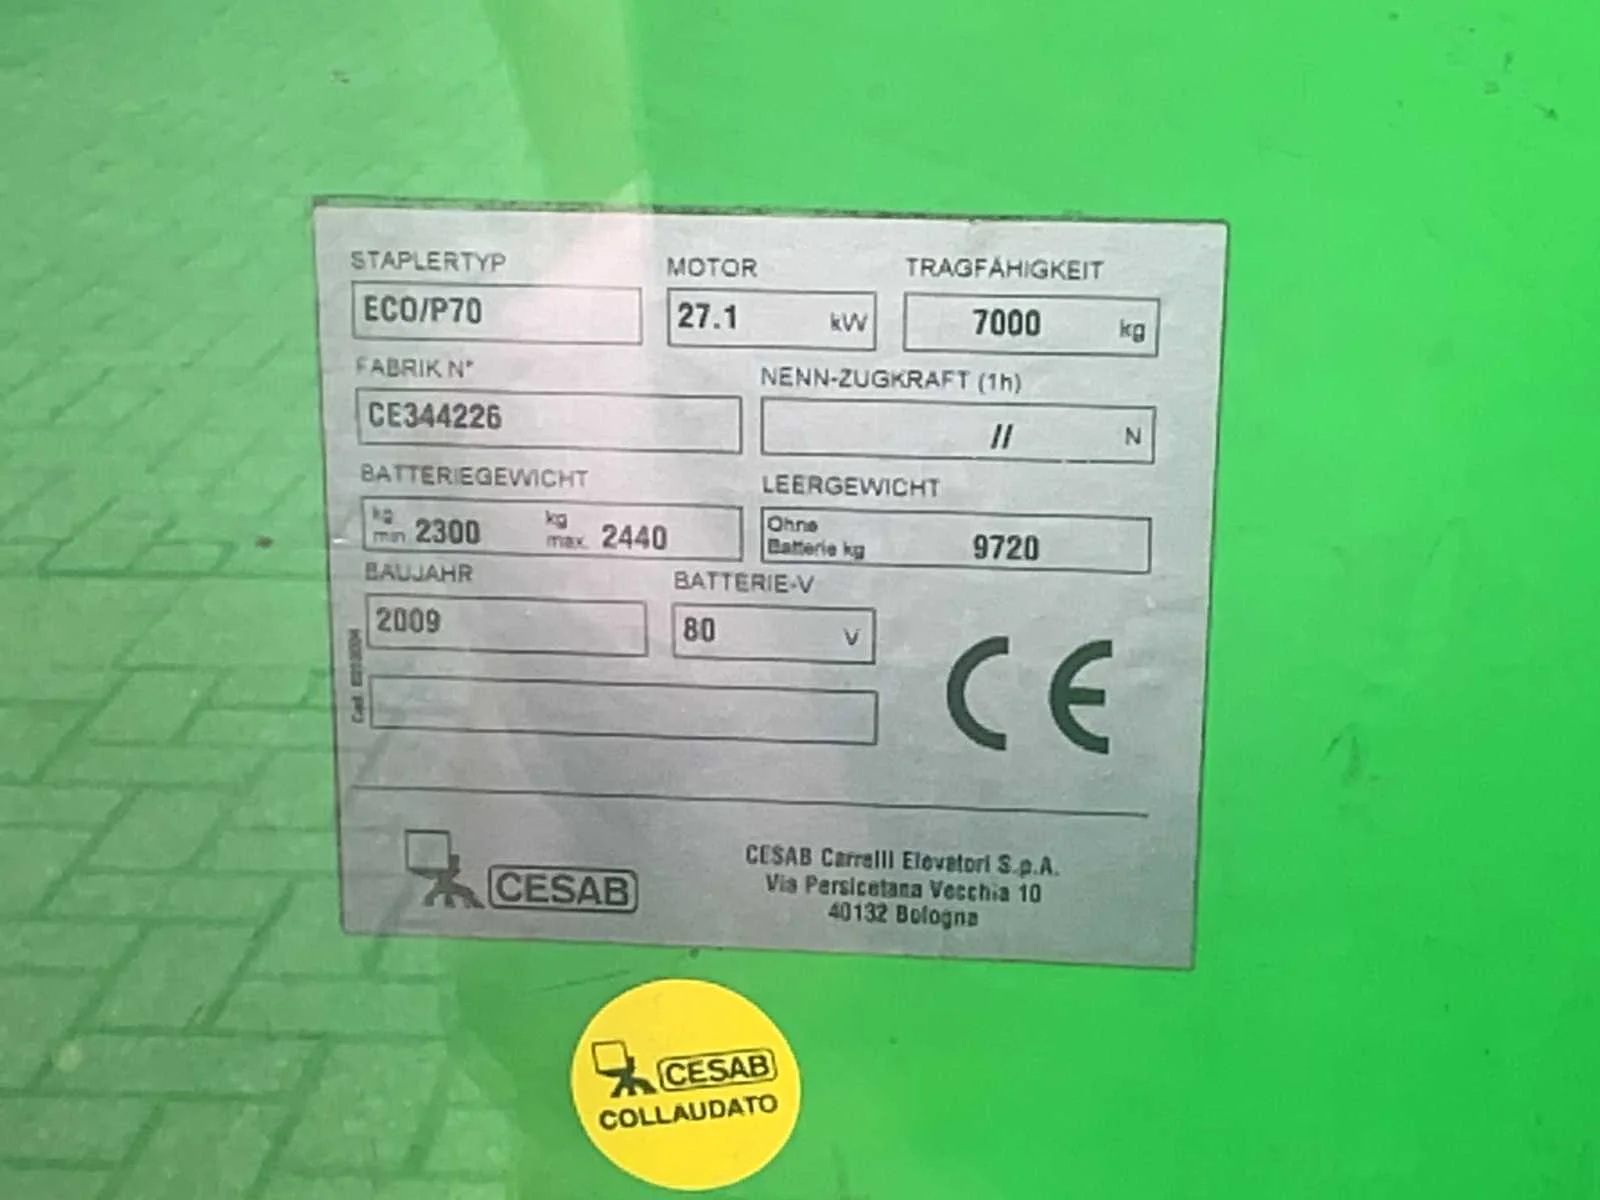 STAPLERTYP MOTOR TRAGFÄHIGKEIT
ECO/P70 27.1 kW 7000 kg
FABRIK N° NENN-ZUGKRAFT (1h)
CE344226 // N
BATTERIEGEWICHT LEERGEWICHT
kg min. 2300 kg max. 2440 Ohne Batterie kg 9720
BAUJAHR BATTERIE-V
2009 80 V
Cod.
CE
CESAB
CESAB Carrelli Elevatori S.p.A.
Via Persicetana Vecchia 10
40132 Bologna
CESAB
COLLAUDATO